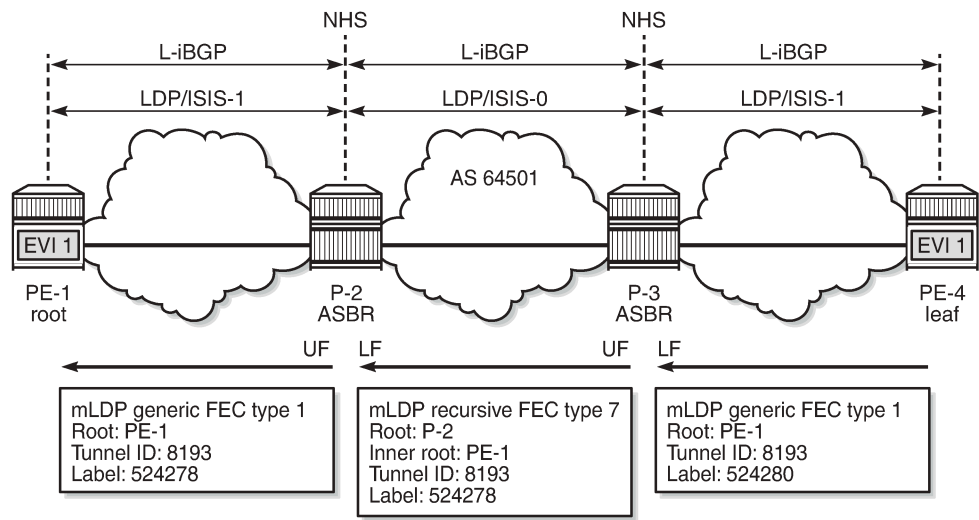 NHS NHS
L-iBGP L-iBGP L-iBGP
LDP/ISIS-1 LDP/ISIS-0 LDP/ISIS-1
AS 64501
EVI 1 EVI 1
PE-1
root
P-2
ASBR
P-3
ASBR
PE-4
leaf
UF LF UF LF
mLDP generic FEC type 1
Root: PE-1
Tunnel ID: 8193
Label: 524278
mLDP recursive FEC type 7
Root: P-2
Inner root: PE-1
Tunnel ID: 8193
Label: 524278
mLDP generic FEC type 1
Root: PE-1
Tunnel ID: 8193
Label: 524280